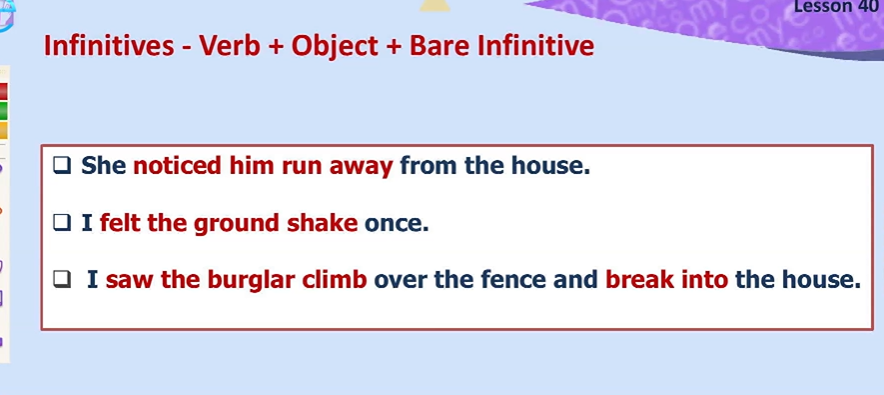 Lesson 40
Infinitives - Verb + Object + Bare Infinitive
❑ She noticed him run away from the house.
❑ I felt the ground shake once.
❑ I saw the burglar climb over the fence and break into the house.